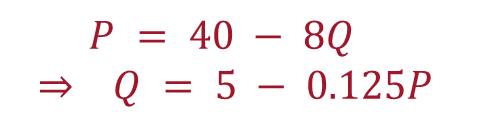 P = 40 − 8Q
⇒ Q = 5 − 0.125P